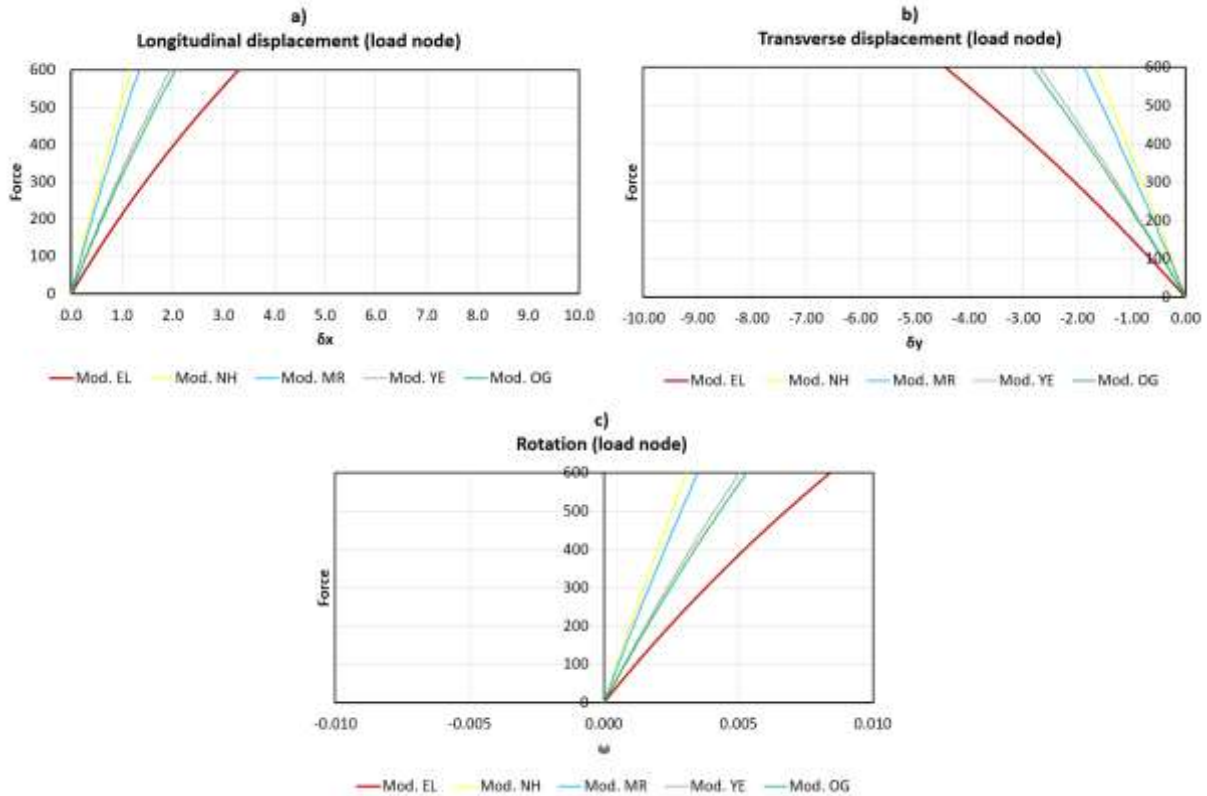 a)
Longitudinal displacement (load node)
600
500
400
300
200
100
0
Force
0.0 1.0 2.0 3.0 4.0 5.0 6.0 7.0 8.0 9.0 10.0
δx
Mod. EL Mod. NH Mod. MR Mod. YE Mod. OG
b)
Transverse displacement (load node)
600
500
400
300
200
100
0
Force
-10.00 -9.00 -8.00 -7.00 -6.00 -5.00 -4.00 -3.00 -2.00 -1.00 0.00
δy
Mod. EL Mod. NH Mod. MR Mod. YE Mod. OG
c)
Rotation (load node)
600
500
400
300
200
100
0
Force
-0.010 -0.005 0.000 0.005 0.010
Mod. EL Mod. NH Mod. MR Mod. YE Mod. OG